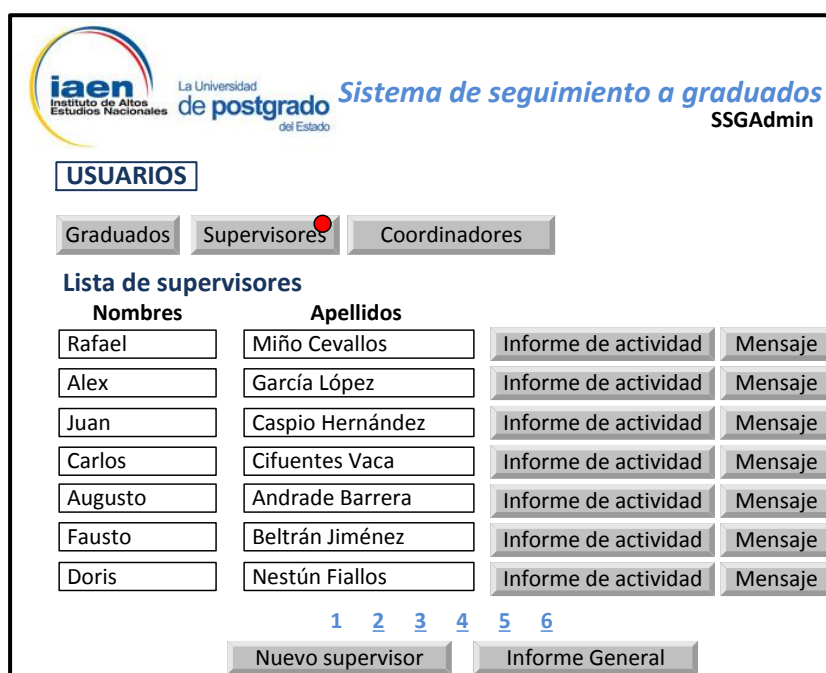 iaen
Instituto de Altos
Estudios Nacionales
La Universidad
de postgrado
del Estado
Sistema de seguimiento a graduados
SSGAdmin
USUARIOS
Graduados Supervisores Coordinadores
Lista de supervisores
Nombres Apellidos
Rafael Miño Cevallos Informe de actividad Mensaje
Alex García López Informe de actividad Mensaje
Juan Caspio Hernández Informe de actividad Mensaje
Carlos Cifuentes Vaca Informe de actividad Mensaje
Augusto Andrade Barrera Informe de actividad Mensaje
Fausto Beltrán Jiménez Informe de actividad Mensaje
Doris Nestún Fiallos Informe de actividad Mensaje
1 2 3 4 5 6
Nuevo supervisor Informe General